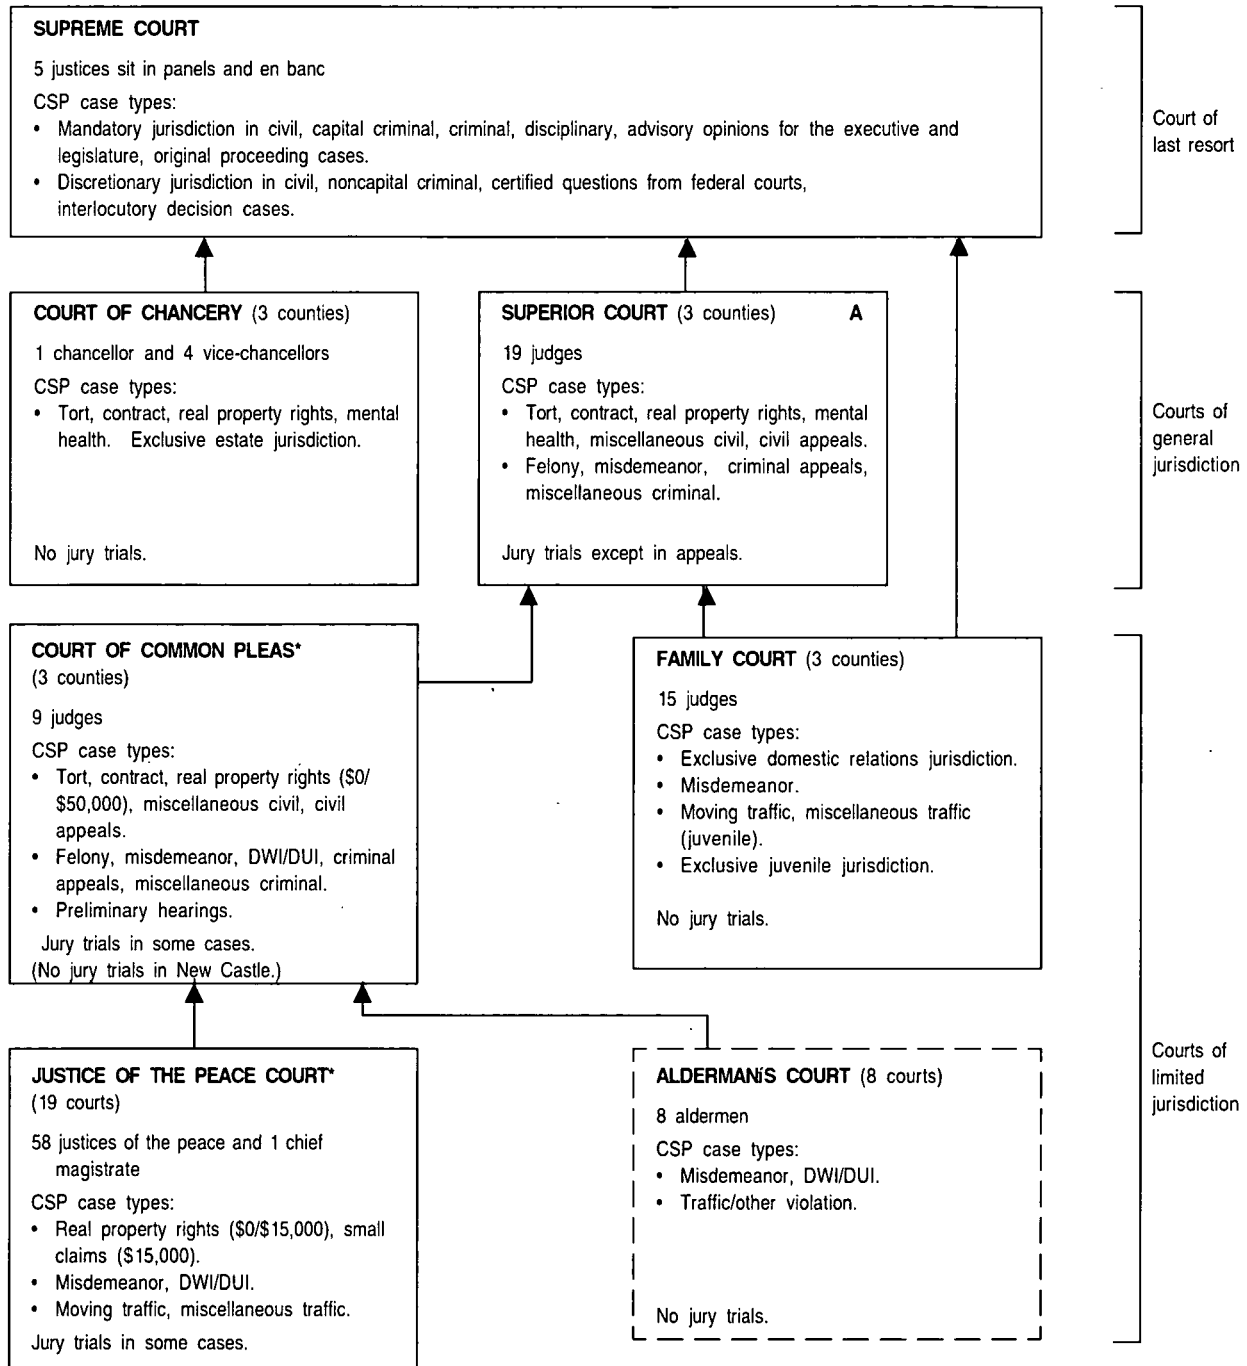 SUPREME COURT
5 justices sit in panels and en banc
CSP case types:
• Mandatory jurisdiction in civil, capital criminal, criminal, disciplinary, advisory opinions for the executive and
legislature, original proceeding cases.
• Discretionary jurisdiction in civil, noncapital criminal, certified questions from federal courts,
interlocutory decision cases.
Court of
last resort
COURT OF CHANCERY (3 counties)
1 chancellor and 4 vice-chancellors
CSP case types:
• Tort, contract, real property rights, mental
health. Exclusive estate jurisdiction.
No jury trials.
SUPERIOR COURT (3 counties) A
19 judges
CSP case types:
• Tort, contract, real property rights, mental
health, miscellaneous civil, civil appeals.
• Felony, misdemeanor, criminal appeals,
miscellaneous criminal.
Jury trials except in appeals.
Courts of
general
jurisdiction
COURT OF COMMON PLEAS*
(3 counties)
9 judges
CSP case types:
• Tort, contract, real property rights ($0/
$50,000), miscellaneous civil, civil
appeals.
• Felony, misdemeanor, DWI/DUI, criminal
appeals, miscellaneous criminal.
• Preliminary hearings.
Jury trials in some cases.
(No jury trials in New Castle.)
FAMILY COURT (3 counties)
15 judges
CSP case types:
• Exclusive domestic relations jurisdiction.
• Misdemeanor.
• Moving traffic, miscellaneous traffic
(juvenile).
• Exclusive juvenile jurisdiction.
No jury trials.
JUSTICE OF THE PEACE COURT*
(19 courts)
58 justices of the peace and 1 chief
magistrate
CSP case types:
• Real property rights ($0/$15,000), small
claims ($15,000).
• Misdemeanor, DWI/DUI.
• Moving traffic, miscellaneous traffic.
Jury trials in some cases.
ALDERMANíS COURT (8 courts)
8 aldermen
CSP case types:
• Misdemeanor, DWI/DUI.
• Traffic/other violation.
No jury trials.
Courts of
limited
jurisdiction